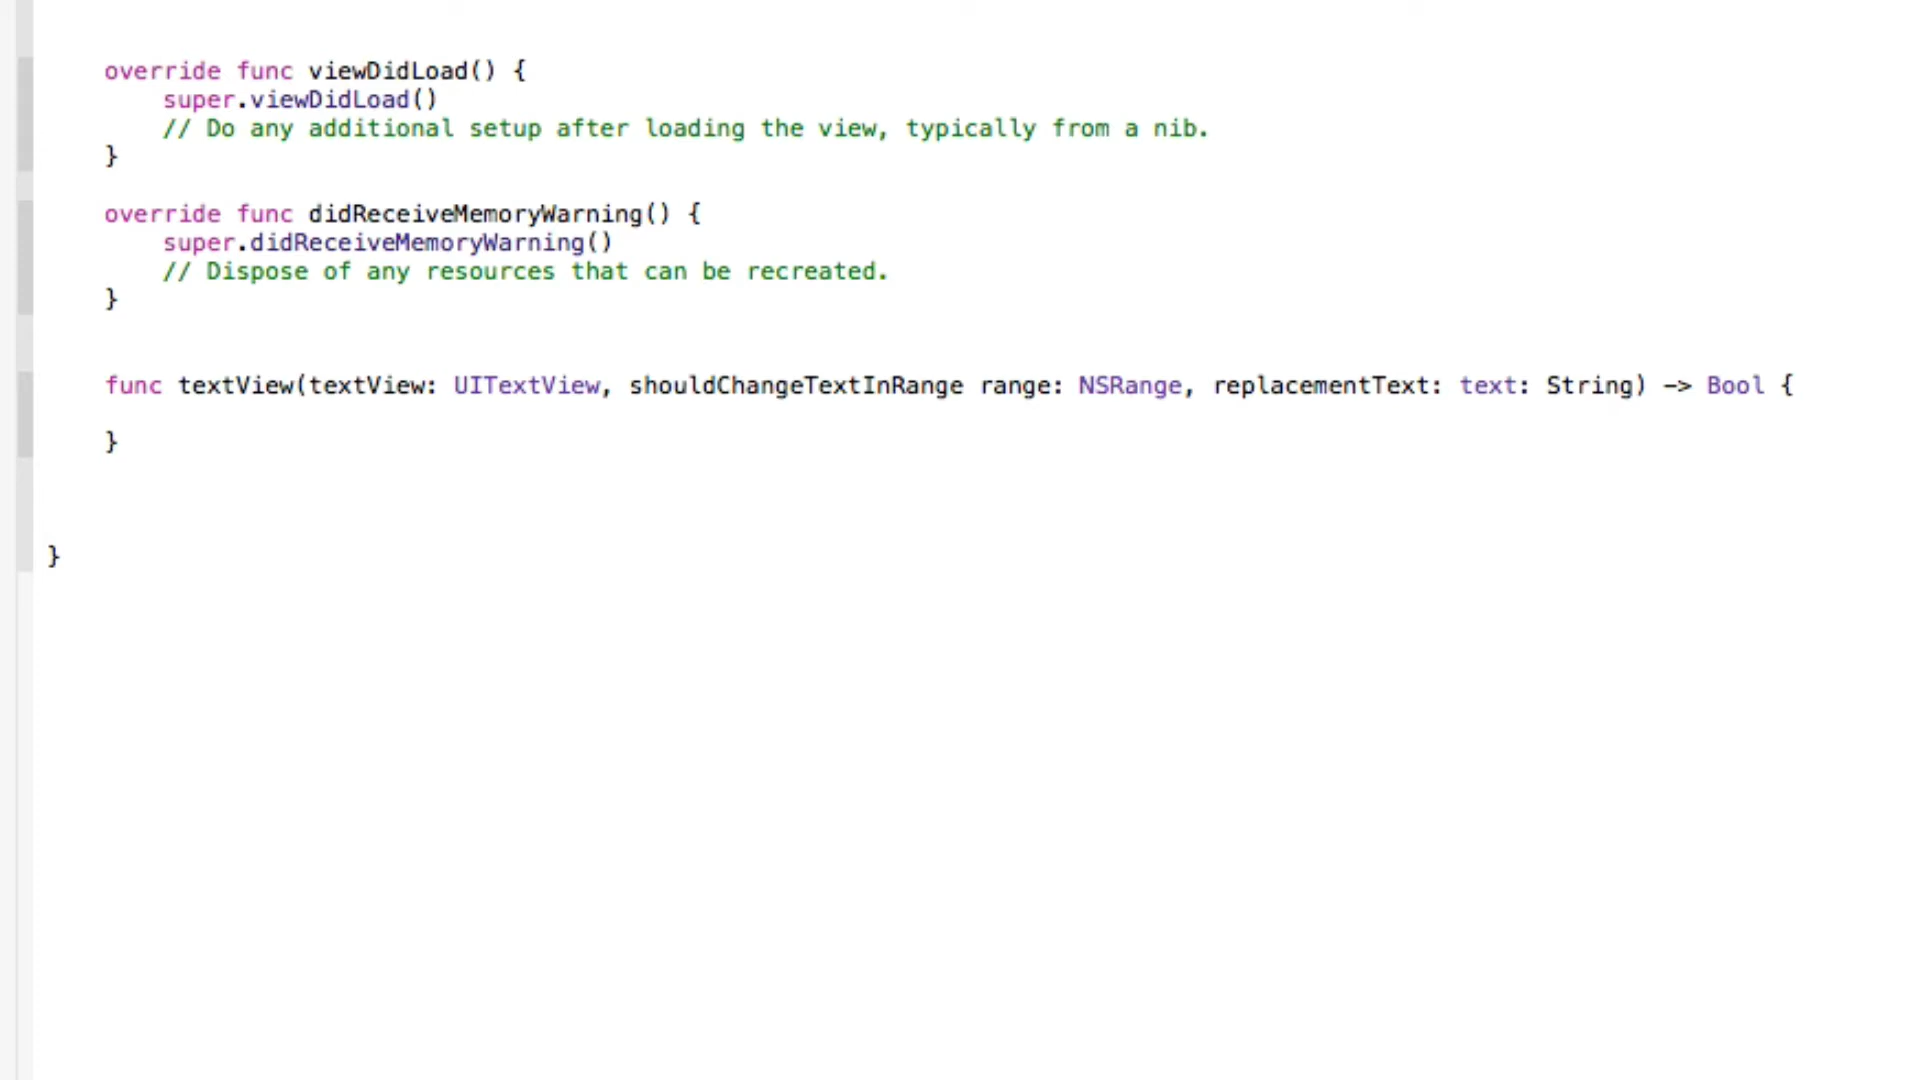 override func viewDidLoad() {
super.viewDidLoad()
// Do any additional setup after loading the view, typically from a nib.
}
override func didReceiveMemoryWarning() {
super.didReceiveMemoryWarning()
// Dispose of any resources that can be recreated.
}
func textView(textView: UITextView, shouldChangeTextInRange range: NSRange, replacementText: text: String) -> Bool {
}
}